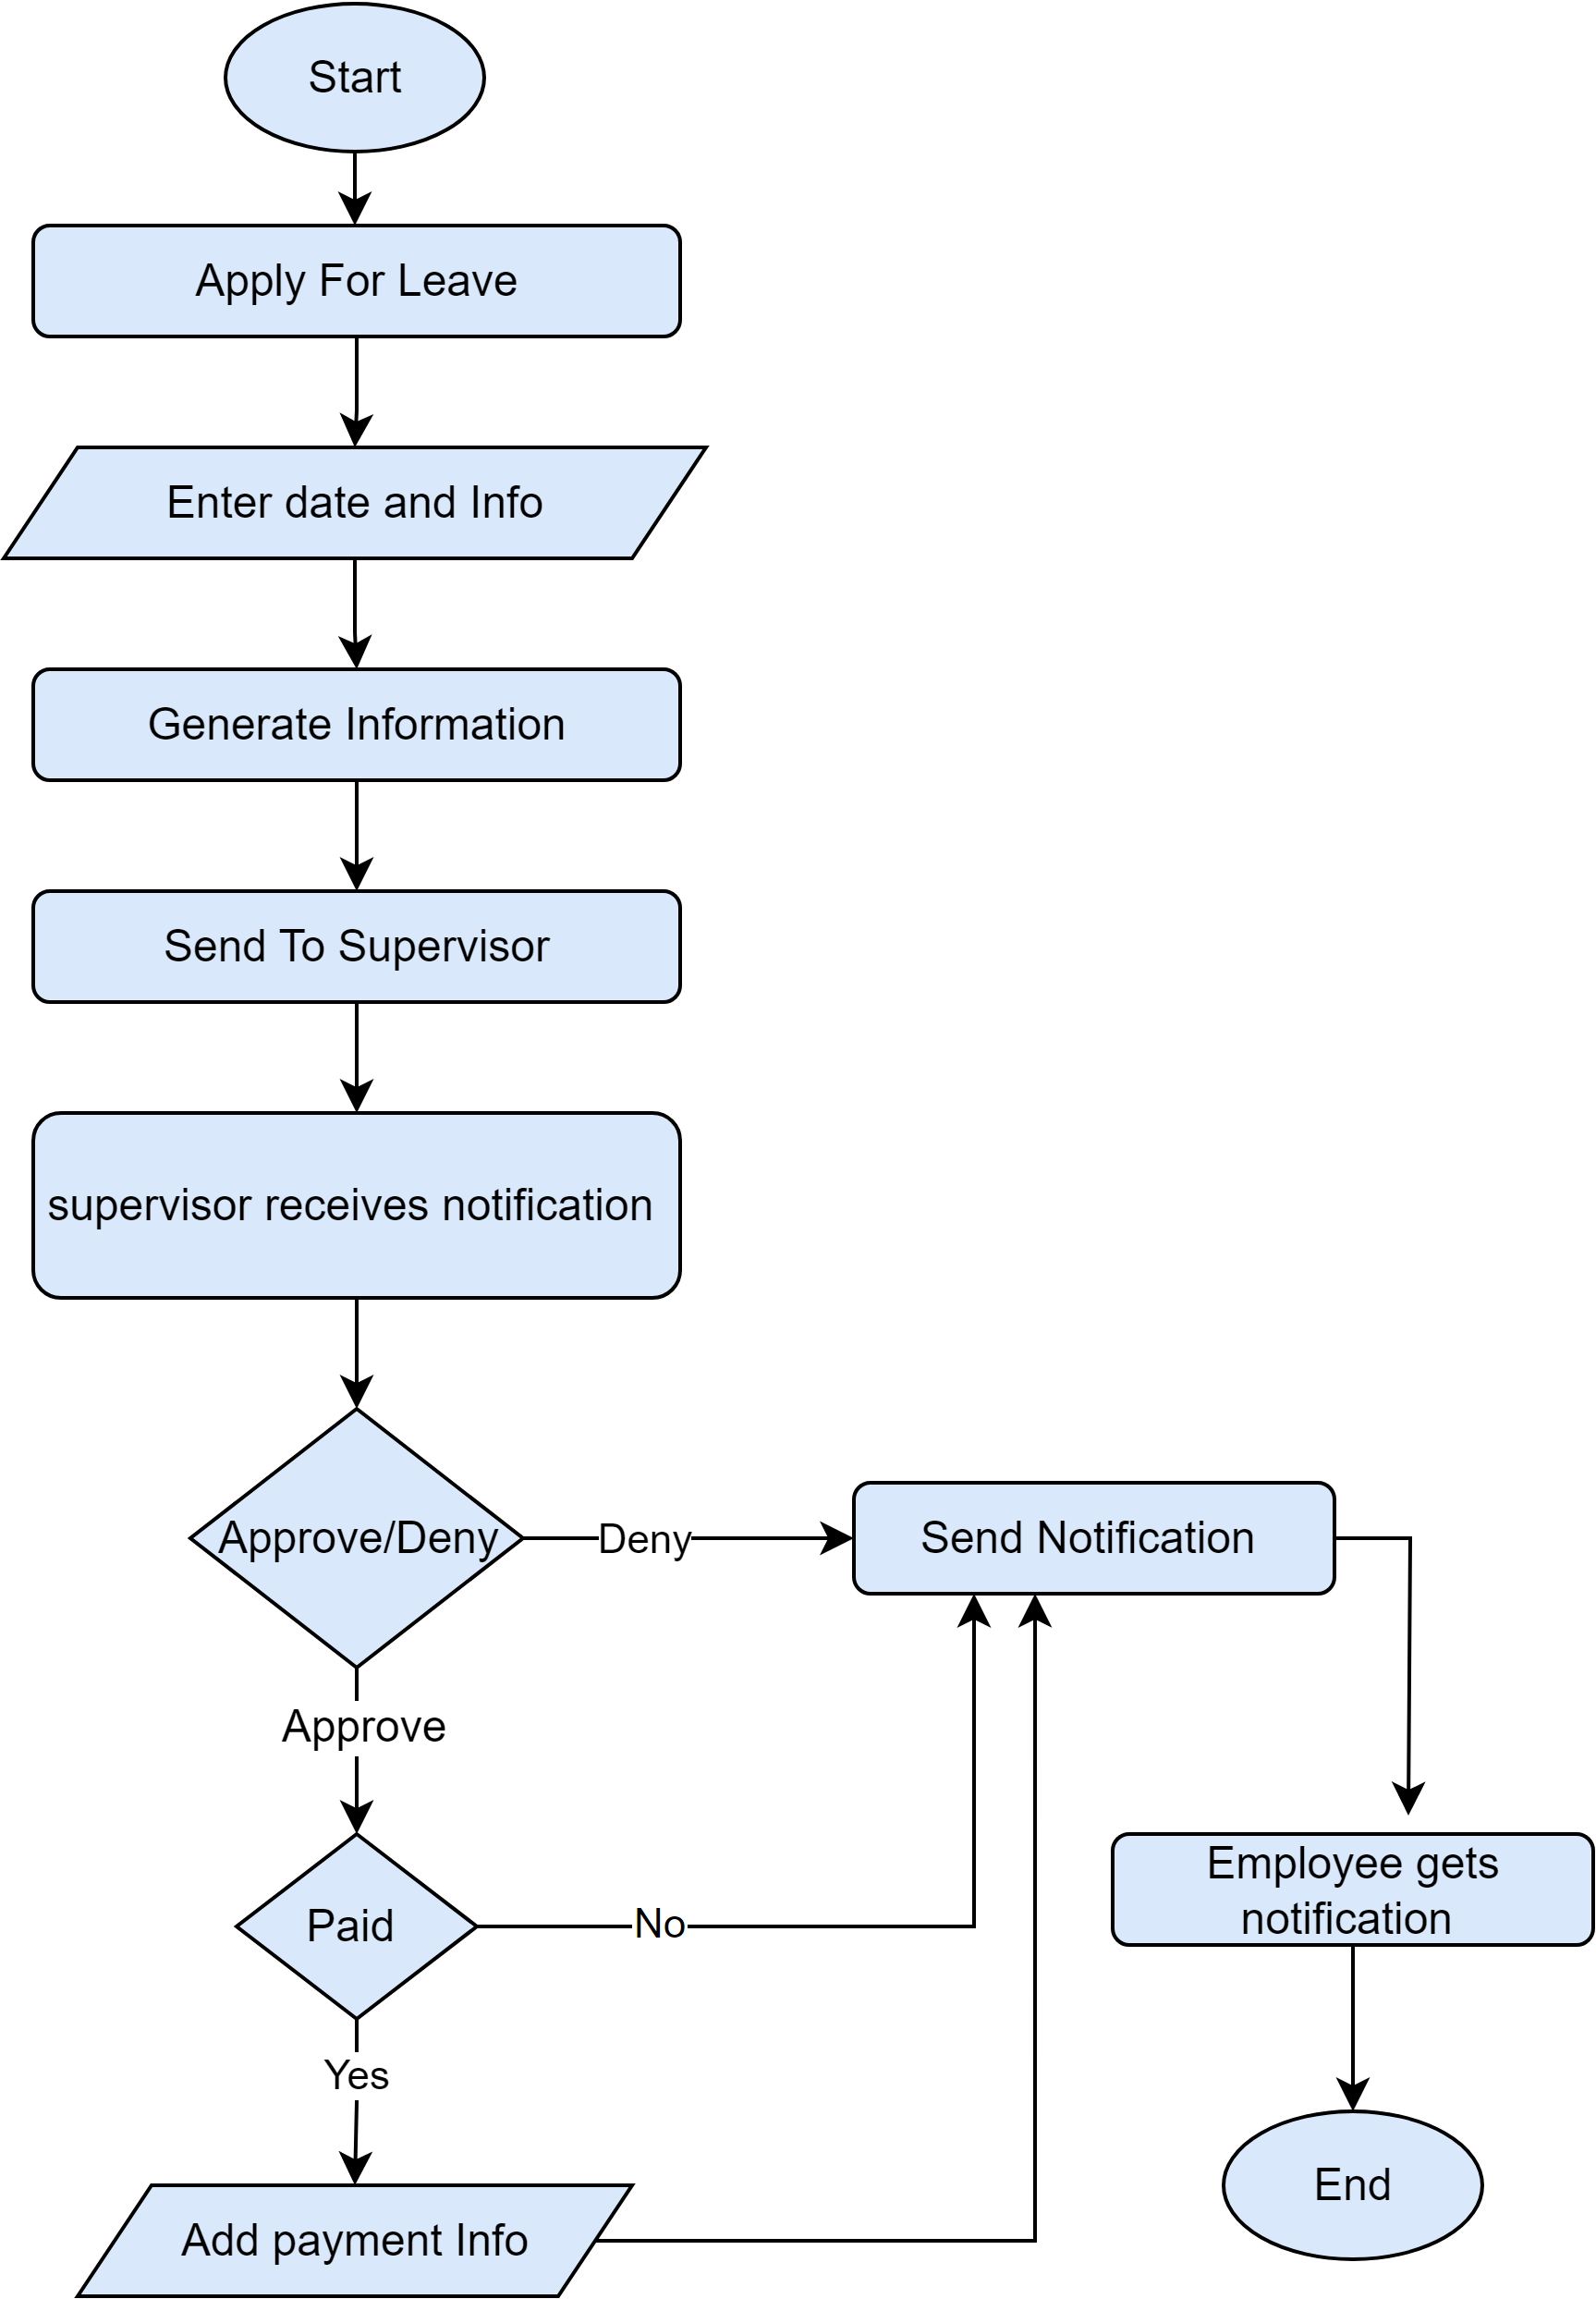 Start
Apply For Leave
Enter date and Info
Generate Information
Send To Supervisor
supervisor receives notification
Approve/Deny
Deny
Send Notification
Approve
Employee gets
notification
Paid
No
Yes
End
Add payment Info